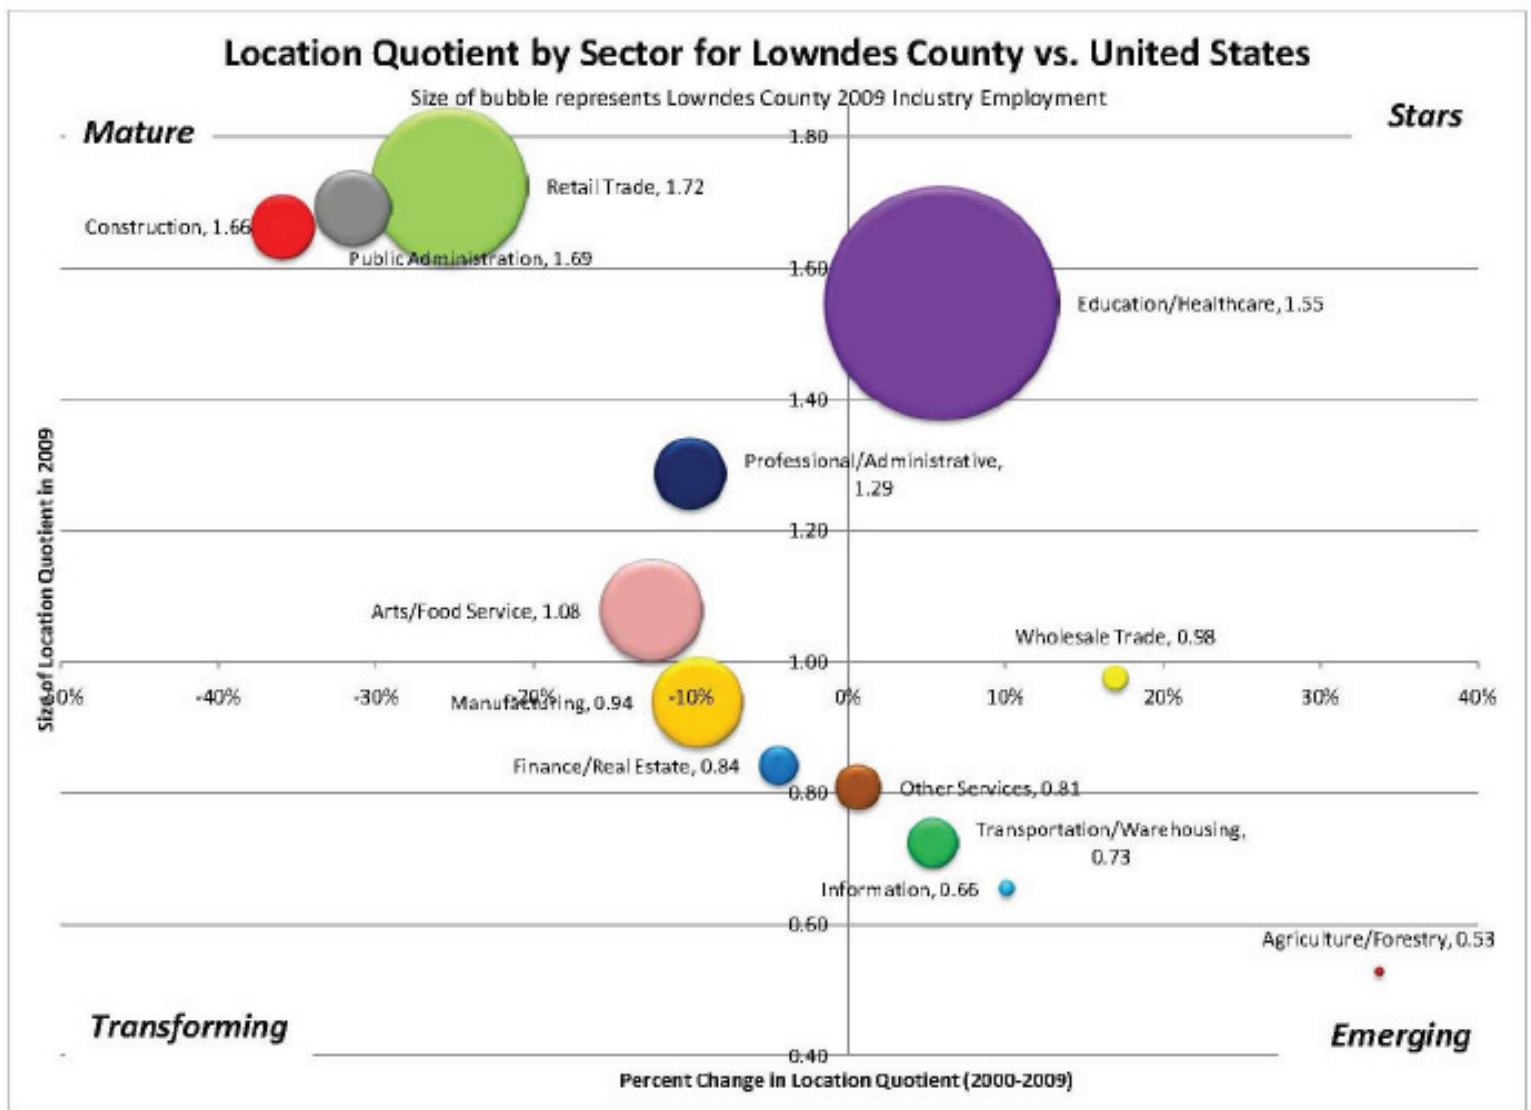 Location Quotient by Sector for Lowndes County vs. United States
Size of bubble represents Lowndes County 2009 Industry Employment
Mature
Stars
1.80
Retail Trade, 1.72
Construction, 1.66
Public Administration, 1.69
1.60
Education/Healthcare, 1.55
1.40
Professional/Administrative,
1.29
1.20
Arts/Food Service, 1.08
Wholesale Trade, 0.98
1.00
-40%
-30%
-20%
-10%
0%
10%
20%
30%
40%
Manufacturing, 0.94
Finance/Real Estate, 0.84
Other Services, 0.81
0.80
Transportation/Warehousing,
0.73
Information, 0.66
0.60
Agriculture/Forestry, 0.53
Transforming
Emerging
0.40
Percent Change in Location Quotient (2000-2009)
Size of Location Quotient in 2009